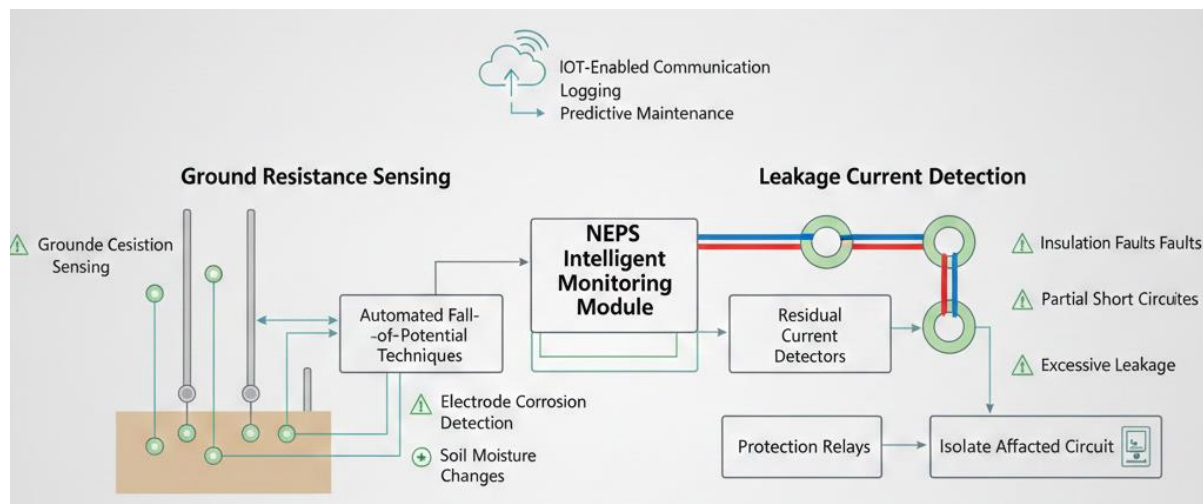 IOT-Enabled Communication
Logging
Predictive Maintenance
Ground Resistance Sensing
Leakage Current Detection
Grounde Cesistion
Sensing
Automated Fall-
-of-Potential
Techniques
Electrode Corrosion
Detection
Soil Moisture
Changes
NEPS
Intelligent
Monitoring
Module
Residual
Current
Detectors
Insulation Faults Faults
Partial Short Circuites
Excessive Leakage
Protection Relays
Isolate Affacted Circuit